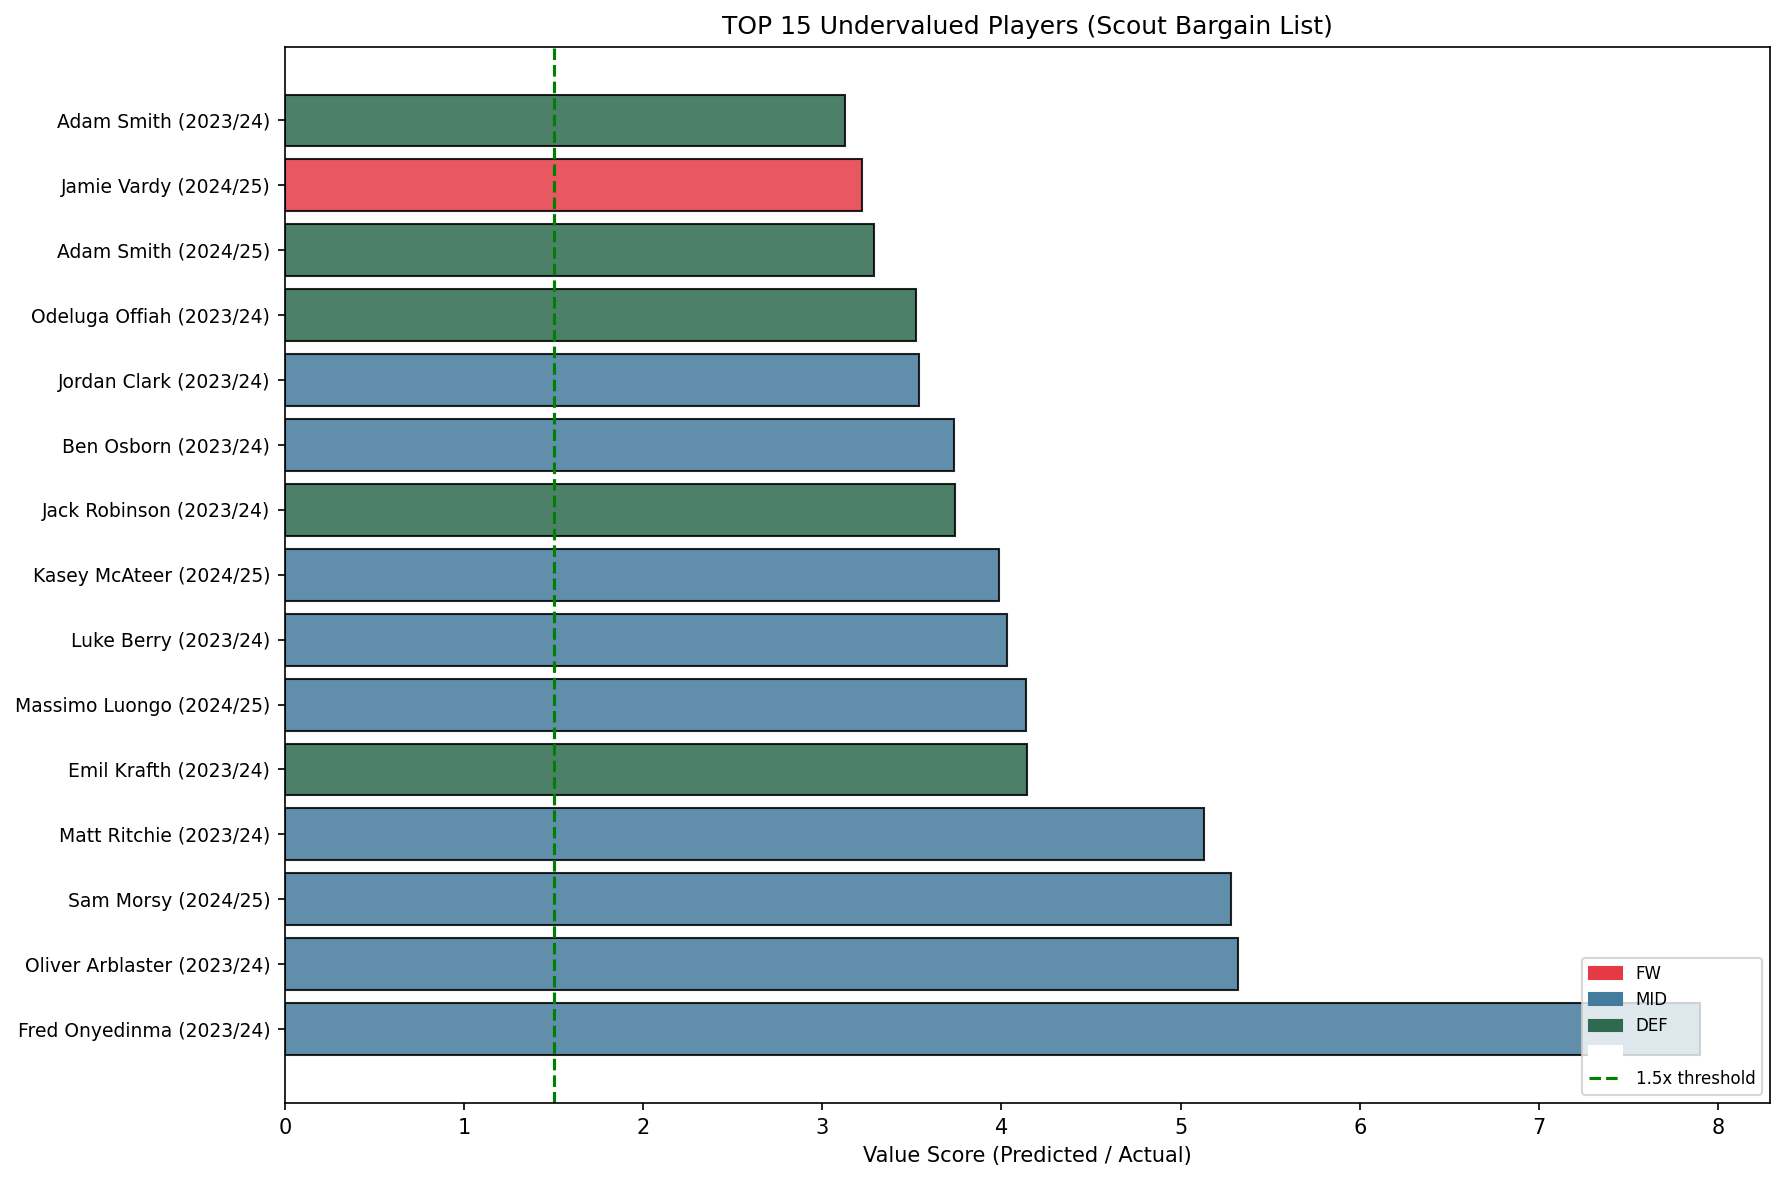 TOP 15 Undervalued Players (Scout Bargain List)
Adam Smith (2023/24)
Jamie Vardy (2024/25)
Adam Smith (2024/25)
Odeluga Offiah (2023/24)
Jordan Clark (2023/24)
Ben Osborn (2023/24)
Jack Robinson (2023/24)
Kasey McAteer (2024/25)
Luke Berry (2023/24)
Massimo Luongo (2024/25)
Emil Krafth (2023/24)
Matt Ritchie (2023/24)
Sam Morsy (2024/25)
Oliver Arblaster (2023/24)
Fred Onyedinma (2023/24)
FW
MID
DEF
1.5x threshold
0 1 2 3 4 5 6 7 8
Value Score (Predicted / Actual)